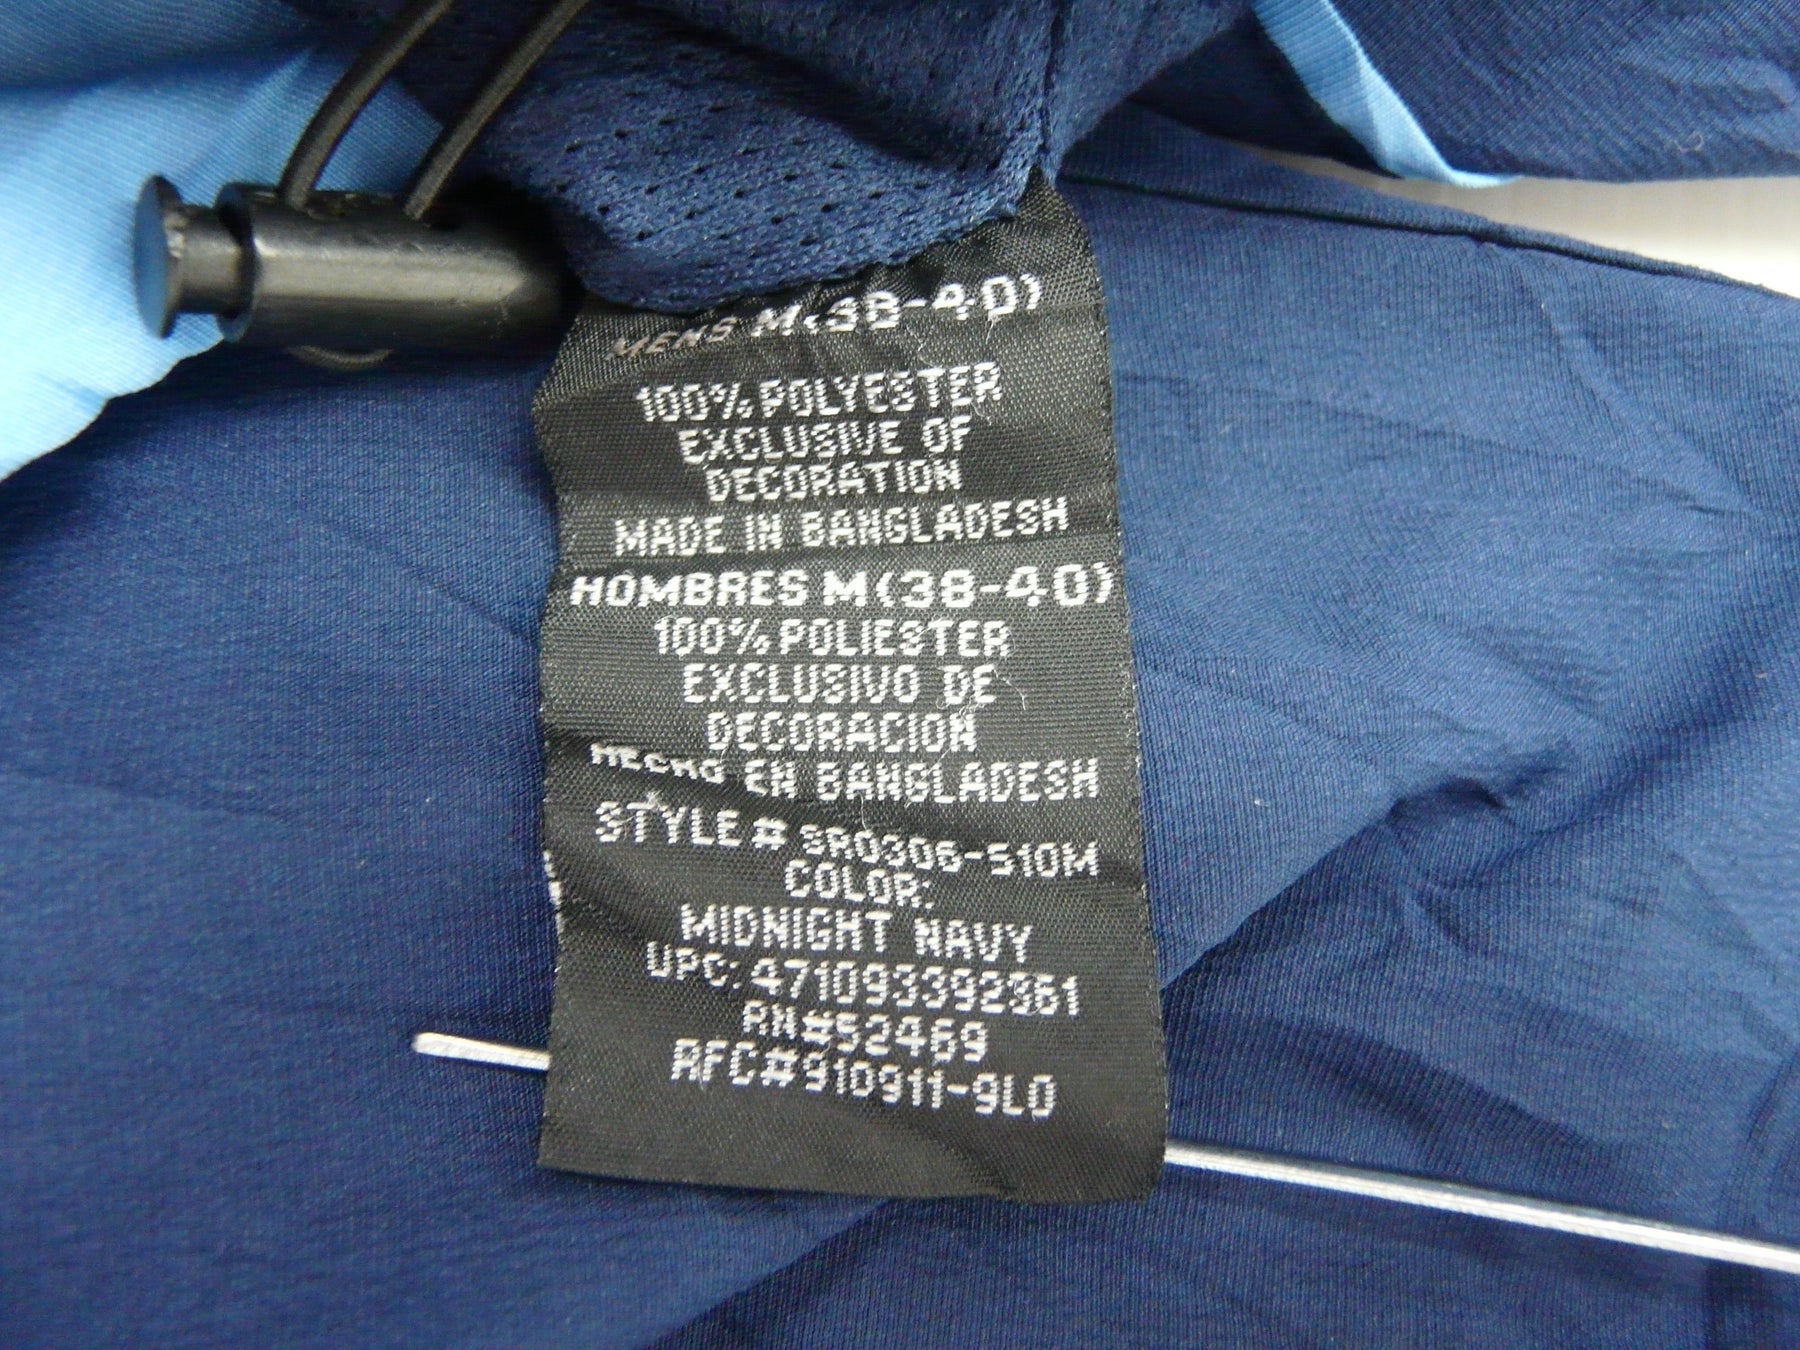 MENS M(38-40)
100% POLYESTER
EXCLUSIVE OF
DECORATION
MADE IN BANGLADESH
HOMBRES M(38-40)
100% POLIESTER
EXCLUSIVO DE
DECORACION
HECHO EN BANGLADESH
STYLE# SR0306-510M
COLOR:
MIDNIGHT NAVY
UPC: 4710933923
RN#52469
RFC#910911-9L0